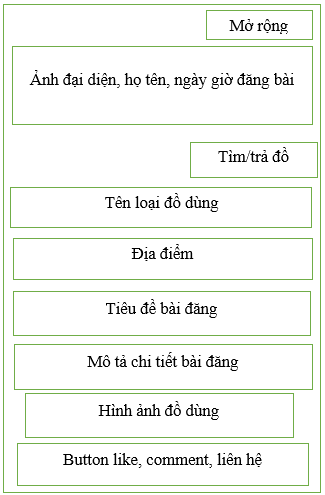 Mở rộng
Ảnh đại diện, họ tên, ngày giờ đăng bài
Tìm/trả đồ
Tên loại đồ dùng
Địa điểm
Tiêu đề bài đăng
Mô tả chi tiết bài đăng
Hình ảnh đồ dùng
Button like, comment, liên hệ